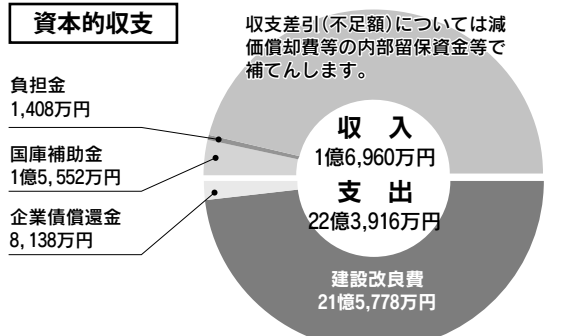 資本的収支
収支差引(不足額)については減
価償却費等の内部留保資金等で
補てんします。
負担金
1,408万円
国庫補助金
1億5,552万円
企業債償還金
8,138万円
収　入
1億6,960万円
支　出
22億3,916万円
建設改良費
21億5,778万円